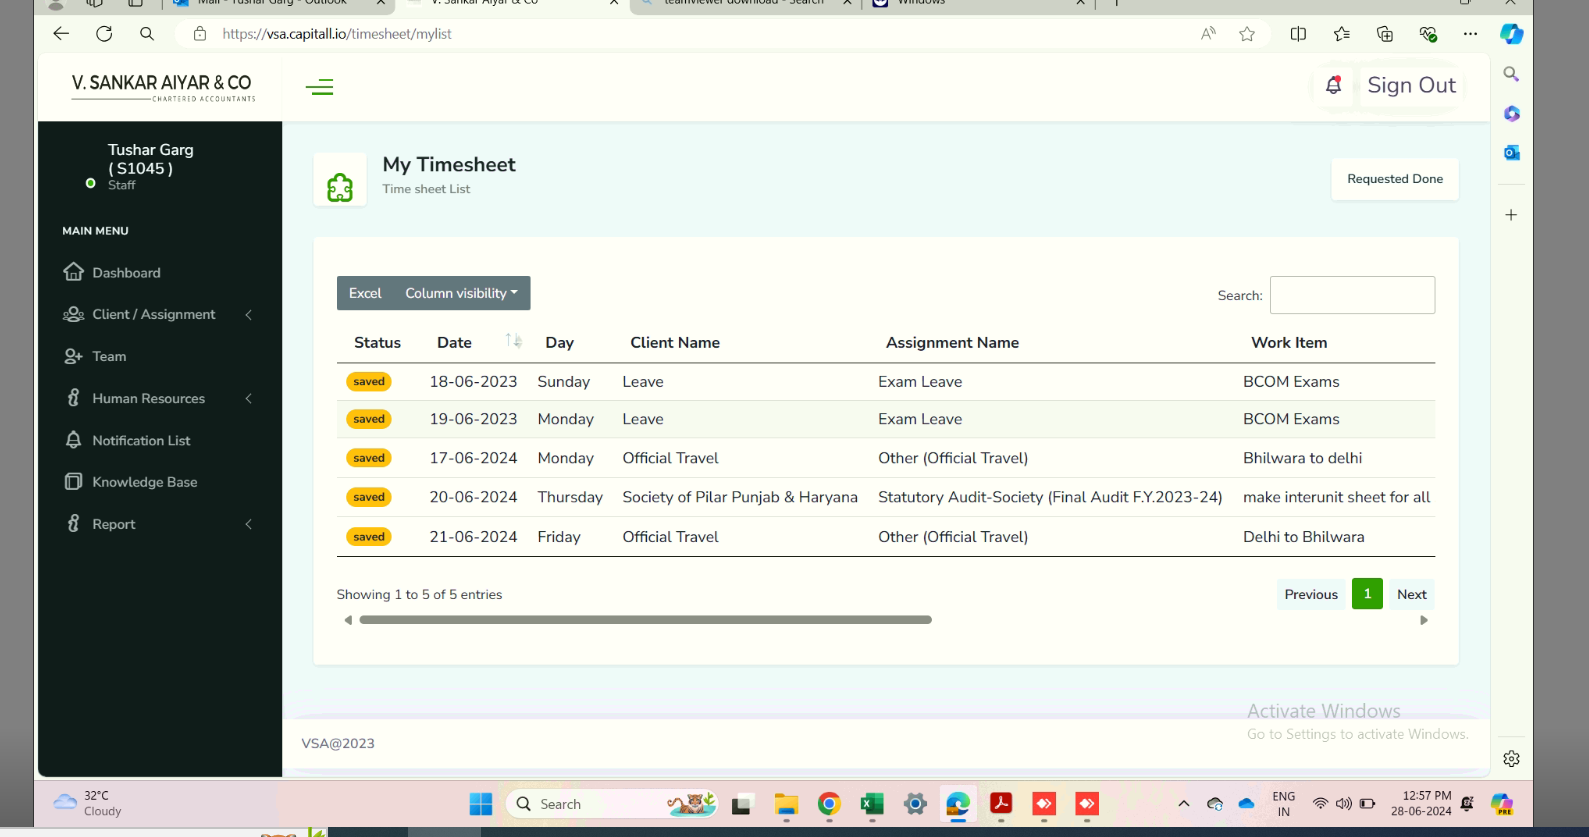 Mail - Tushar Garg - Outlook
V. Sankar Aiyar & Co
teamviewer download - Search
Windows
https://vsa.capitall.io/timesheet/mylist
V. SANKAR AIYAR & CO
CHARTERED ACCOUNTANTS
Sign Out
Tushar Garg
( S1045 )
Staff
MAIN MENU
Dashboard
Client / Assignment
Team
Human Resources
Notification List
Knowledge Base
Report
My Timesheet
Time sheet List
Requested Done
Excel Column visibility
Search:
Status Date Day Client Name Assignment Name Work Item
saved 18-06-2023 Sunday Leave Exam Leave BCOM Exams
saved 19-06-2023 Monday Leave Exam Leave BCOM Exams
saved 17-06-2024 Monday Official Travel Other (Official Travel) Bhilwara to delhi
saved 20-06-2024 Thursday Society of Pilar Punjab & Haryana Statutory Audit-Society (Final Audit F.Y.2023-24) make interunit sheet for all
saved 21-06-2024 Friday Official Travel Other (Official Travel) Delhi to Bhilwara
Showing 1 to 5 of 5 entries
Previous 1 Next
Activate Windows
Go to Settings to activate Windows.
VSA@2023
32°C
Cloudy
Search
ENG
IN
12:57 PM
28-06-2024
PRE